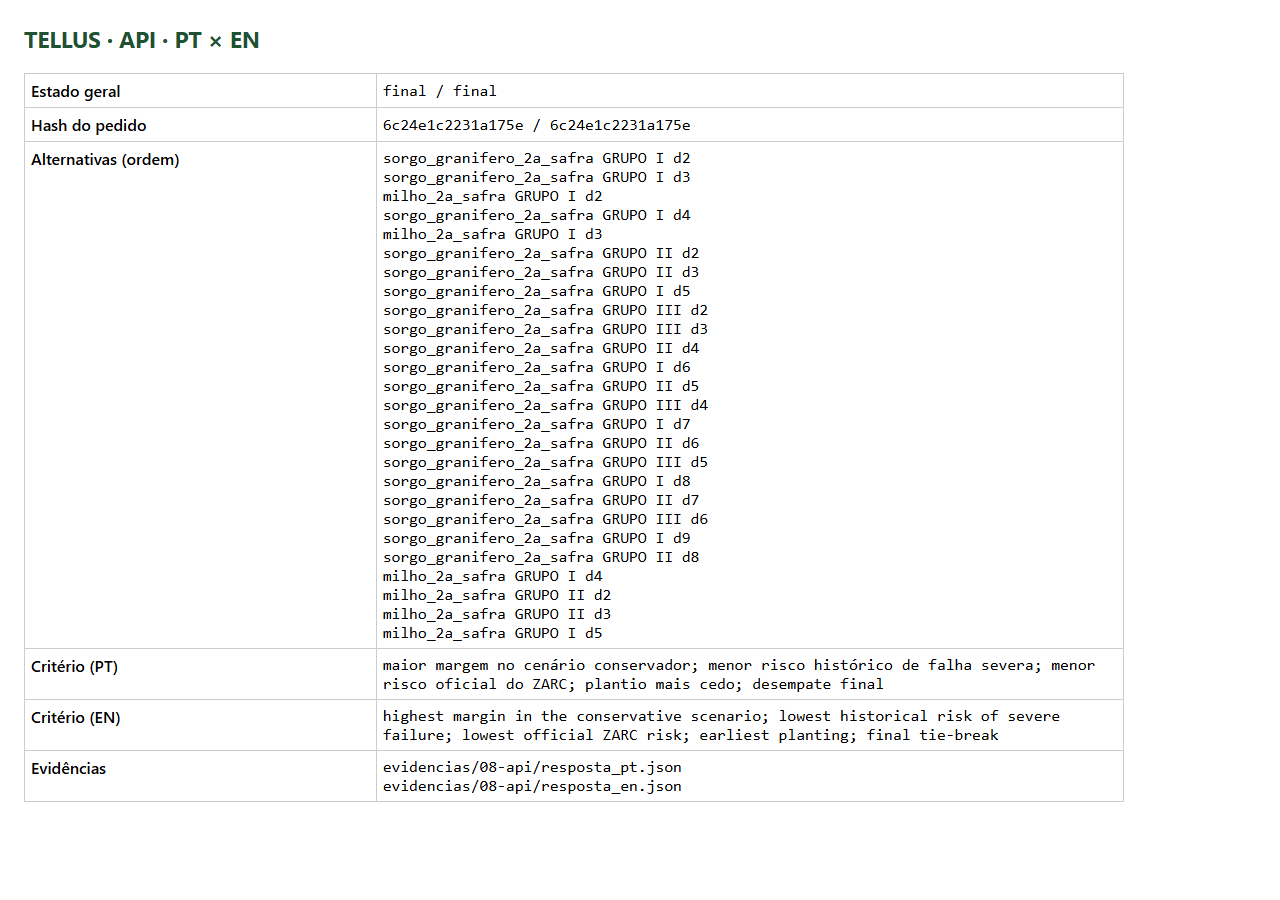 TELLUS · API · PT × EN
Estado geral
final / final
Hash do pedido
6c24e1c2231a175e / 6c24e1c2231a175e
Alternativas (ordem)
sorgo_granifero_2a_safra GRUPO I d2
sorgo_granifero_2a_safra GRUPO I d3
milho_2a_safra GRUPO I d2
sorgo_granifero_2a_safra GRUPO I d4
milho_2a_safra GRUPO I d3
sorgo_granifero_2a_safra GRUPO II d2
sorgo_granifero_2a_safra GRUPO II d3
sorgo_granifero_2a_safra GRUPO I d5
sorgo_granifero_2a_safra GRUPO III d2
sorgo_granifero_2a_safra GRUPO III d3
sorgo_granifero_2a_safra GRUPO II d4
sorgo_granifero_2a_safra GRUPO I d6
sorgo_granifero_2a_safra GRUPO II d5
sorgo_granifero_2a_safra GRUPO III d4
sorgo_granifero_2a_safra GRUPO I d7
sorgo_granifero_2a_safra GRUPO II d6
sorgo_granifero_2a_safra GRUPO III d5
sorgo_granifero_2a_safra GRUPO I d8
sorgo_granifero_2a_safra GRUPO II d7
sorgo_granifero_2a_safra GRUPO III d6
sorgo_granifero_2a_safra GRUPO I d9
sorgo_granifero_2a_safra GRUPO II d8
milho_2a_safra GRUPO I d4
milho_2a_safra GRUPO II d2
milho_2a_safra GRUPO II d3
milho_2a_safra GRUPO I d5
Critério (PT)
maior margem no cenário conservador; menor risco histórico de falha severa; menor
risco oficial do ZARC; plantio mais cedo; desempate final
Critério (EN)
highest margin in the conservative scenario; lowest historical risk of severe
failure; lowest official ZARC risk; earliest planting; final tie-break
Evidências
evidencias/08-api/resposta_pt.json
evidencias/08-api/resposta_en.json